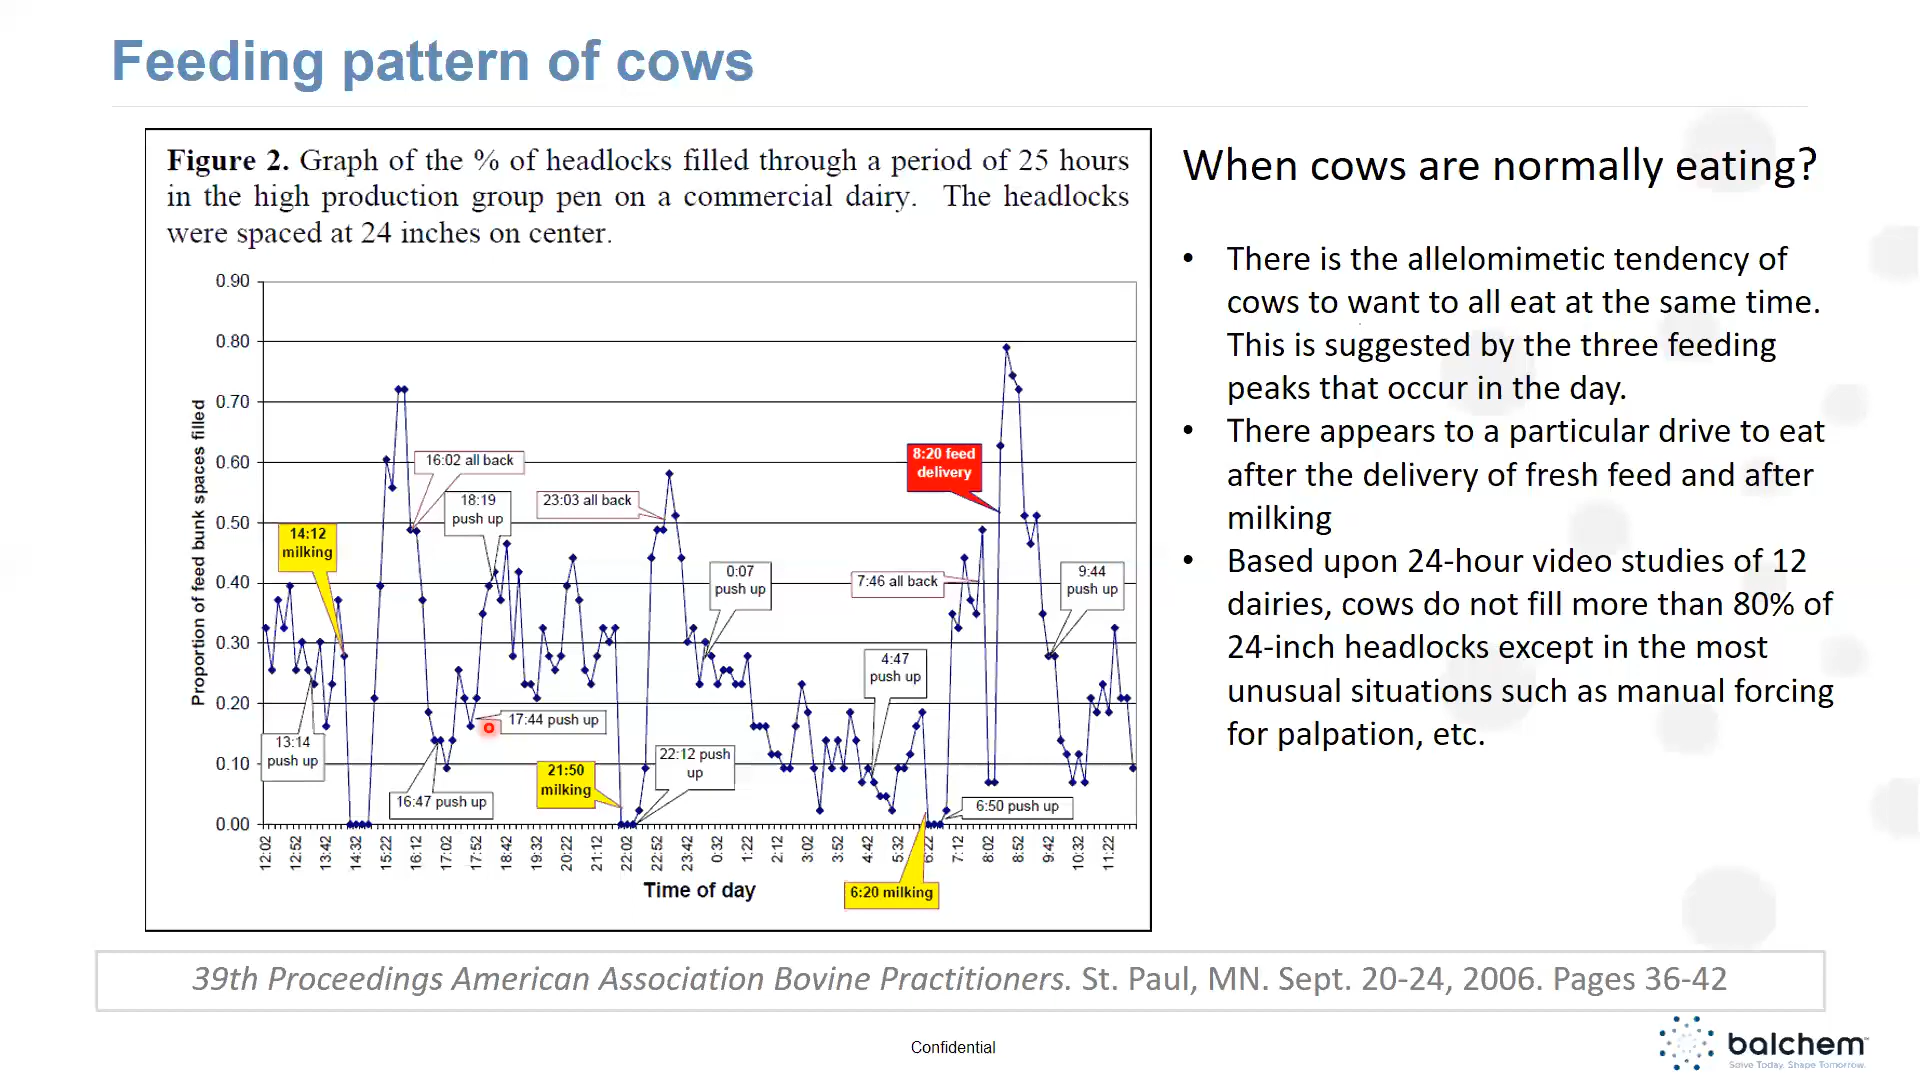 Feeding pattern of cows
Figure 2. Graph of the % of headlocks filled through a period of 25 hours
in the high production group pen on a commercial dairy. The headlocks
were spaced at 24 inches on center.
0.90
0.80
0.70
0.60
0.50
0.40
0.30
0.20
0.10
0.00
Proportion of feed bunk spaces filled
14:12
milking
13:14
push up
16:02 all back
18:19
push up
16:47 push up
17:44 push up
23:03 all back
21:50
milking
22:12 push
up
0:07
push up
7:46 all back
4:47
push up
8:20 feed
delivery
9:44
push up
6:50 push up
6:20 milking
12:02
12:52
13:42
14:32
15:22
16:12
17:02
17:52
18:42
19:32
20:22
21:12
22:02
22:52
23:42
0:32
1:22
2:12
3:02
3:52
4:42
5:32
6:22
7:12
8:02
8:52
9:42
10:32
11:22
Time of day
When cows are normally eating?
• There is the allelomimetic tendency of
cows to want to all eat at the same time.
This is suggested by the three feeding
peaks that occur in the day.
• There appears to a particular drive to eat
after the delivery of fresh feed and after
milking
• Based upon 24-hour video studies of 12
dairies, cows do not fill more than 80% of
24-inch headlocks except in the most
unusual situations such as manual forcing
for palpation, etc.
39th Proceedings American Association Bovine Practitioners. St. Paul, MN. Sept. 20-24, 2006. Pages 36-42
Confidential
balchem™
Solve Today. Shape Tomorrow.